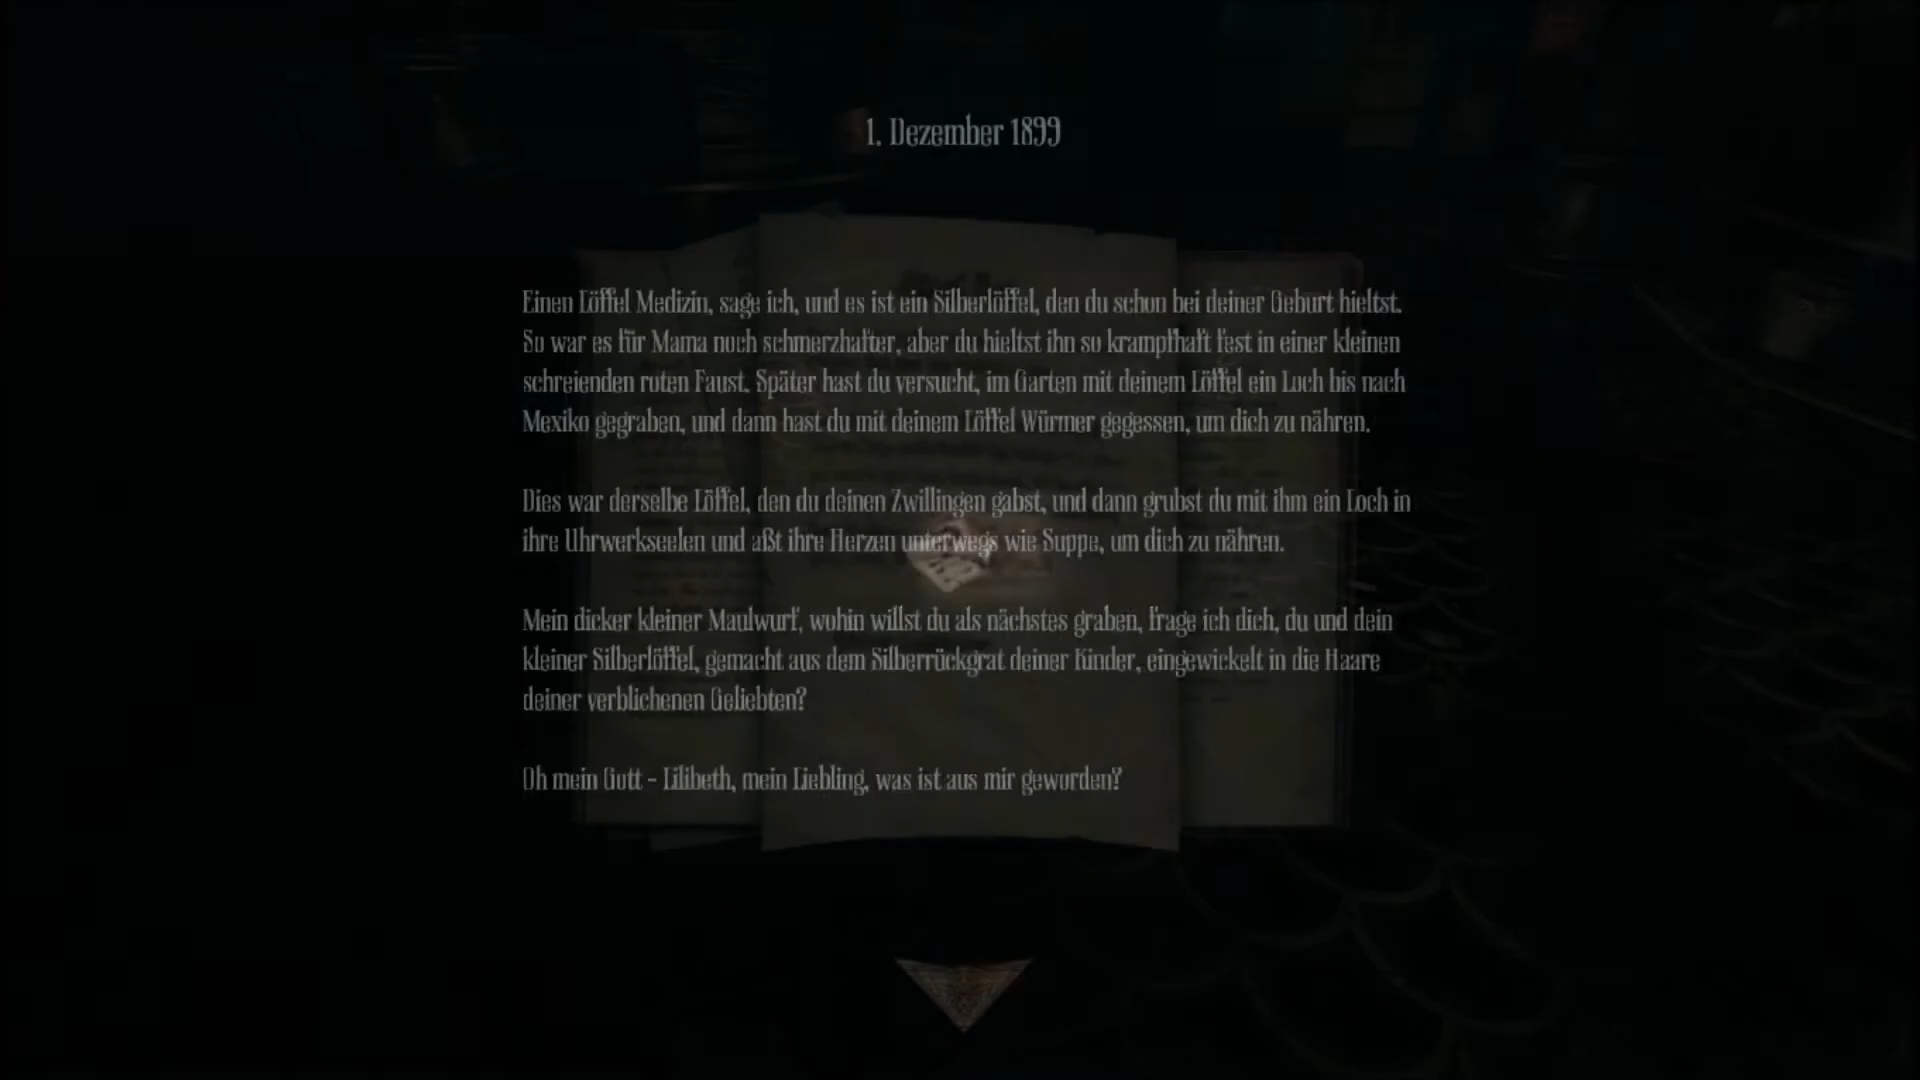 1. Dezember 1899
Einen Löffel Medizin, sage ich, und es ist ein Silberlöffel, den du schon bei deiner Geburt hieltst.
So war es für Mama noch schmerzhafter, aber du hieltst ihn so krampfhaft fest in einer kleinen
schreienden roten Faust. Später hast du versucht, im Garten mit deinem Löffel ein Loch bis nach
Mexiko gegraben, und dann hast du mit deinem Löffel Würmer gegessen, um dich zu nähren.
Dies war derselbe Löffel, den du deinen Zwillingen gabst, und dann grubst du mit ihm ein Loch in
ihre Uhrwerkseelen und aßt ihre Herzen unterwegs wie Suppe, um dich zu nähren.
Mein dicker kleiner Maulwurf, wohin willst du als nächstes graben, frage ich dich, du und dein
kleiner Silberlöffel, gemacht aus dem Silberrückgrat deiner Kinder, eingewickelt in die Haare
deiner verblichenen Geliebten?
Oh mein Gott - Lilibeth, mein Liebling, was ist aus mir geworden?